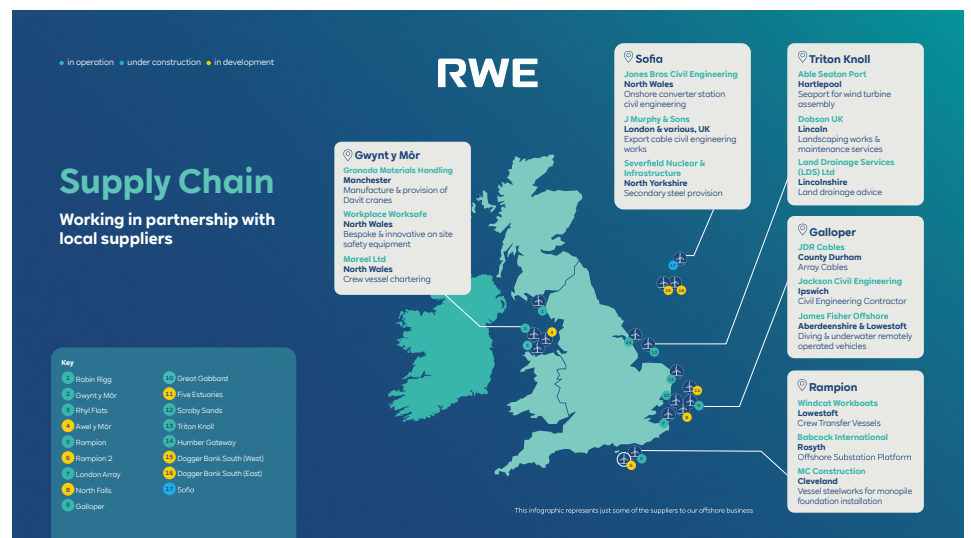 in operation under construction in development
RWE
Supply Chain
Working in partnership with
local suppliers
Gwynt y Môr
Granada Materials Handling
Manchester
Manufacture & provision of
Davit cranes
Workplace Worksafe
North Wales
Bespoke & innovative on site
safety equipment
Mareel Ltd
North Wales
Crew vessel chartering
Sofia
Jones Bros Civil Engineering
North Wales
Onshore converter station
civil engineering
J Murphy & Sons
London & various, UK
Export cable civil engineering
works
Severfield Nuclear &
Infrastructure
North Yorkshire
Secondary steel provision
Triton Knoll
Able Seaton Port
Hartlepool
Seaport for wind turbine
assembly
Dobson UK
Lincoln
Landscaping works &
maintenance services
Land Drainage Services
(LDS) Ltd
Lincolnshire
Land drainage advice
Galloper
JDR Cables
County Durham
Array Cables
Jackson Civil Engineering
Ipswich
Civil Engineering Contractor
James Fisher Offshore
Aberdeenshire & Lowestoft
Diving & underwater remotely
operated vehicles
Rampion
Windcat Workboats
Lowestoft
Crew Transfer Vessels
Babcock International
Rosyth
Offshore Substation Platform
MC Construction
Cleveland
Vessel steelworks for monopile
foundation installation
Key
1 Robin Rigg
2 Gwynt y Môr
3 Rhyl Flats
4 Awel y Môr
5 Rampion
6 Rampion 2
7 London Array
8 North Falls
9 Galloper
10 Great Gabbard
11 Five Estuaries
12 Scroby Sands
13 Triton Knoll
14 Humber Gateway
15 Dogger Bank South (West)
16 Dogger Bank South (East)
17 Sofia
This infographic represents just some of the suppliers to our offshore business